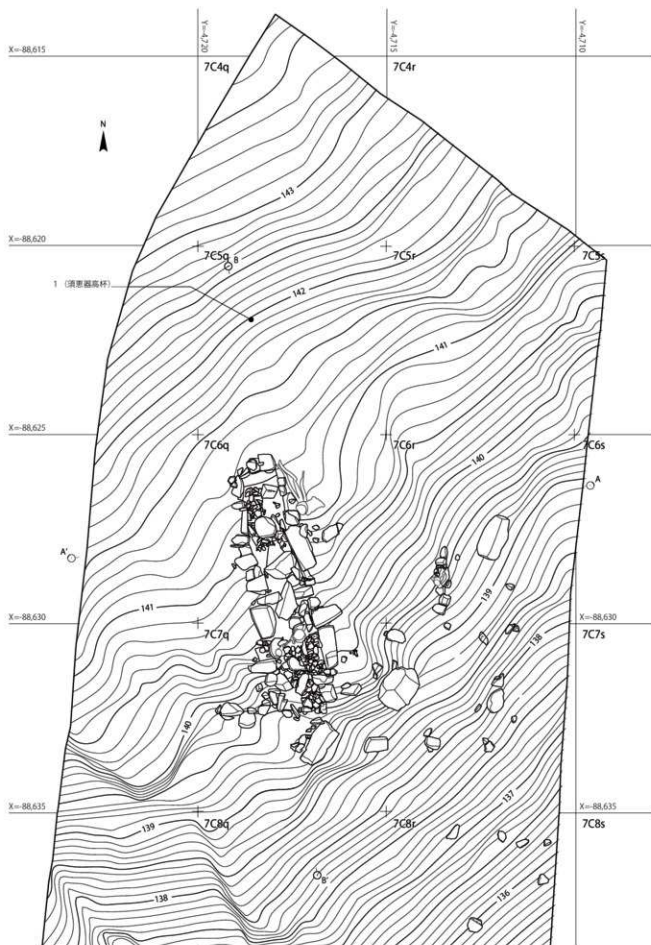 Y=-4,720
Y=-4,715
Y=-4,710
X=-88,615
7C4q
7C4r
N
143
X=-88,620
7C5q
7C5r
7C5s
B
1 (須恵器高杯)
142
141
X=-88,625
7C6q
7C6r
7C6s
140
A
A'
139
141
X=-88,630
X=-88,630
7C7q
7C7s
138
140
137
X=-88,635
X=-88,635
139
7C8q
7C8r
7C8s
B'
138
136